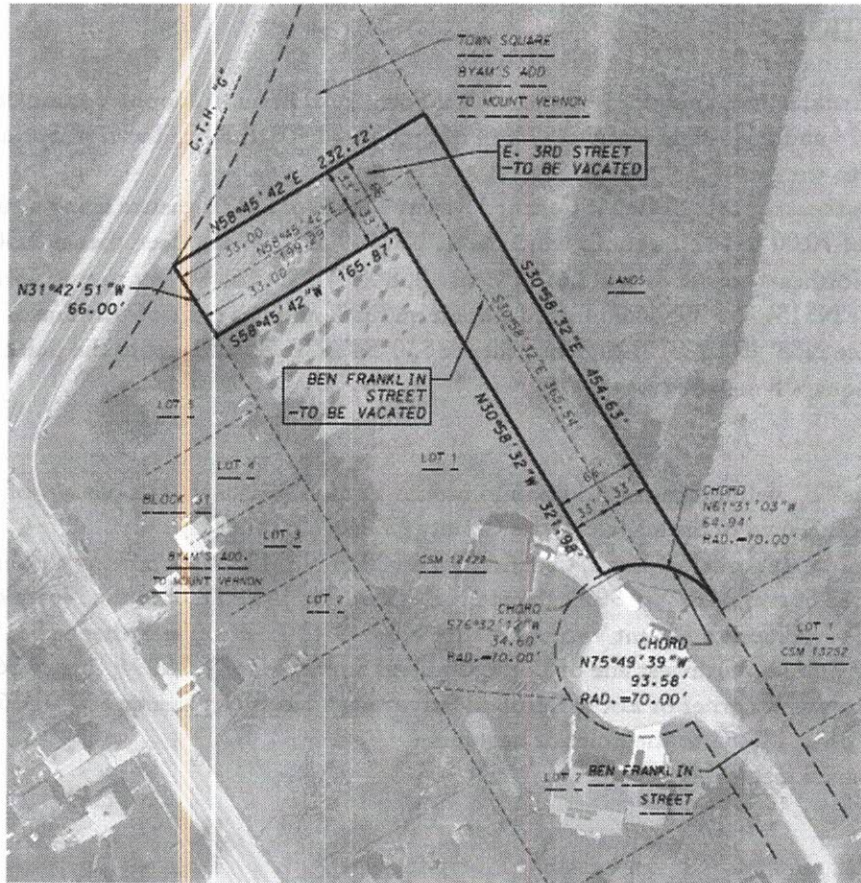 TOWN SQUARE
BYAM'S ADD
TO MOUNT VERNON
C.T.H. "G"
E. 3RD STREET
-TO BE VACATED
N58°45'42"E 232.72'
33'
66'
33'
33.00
N58°45'42"E
199.29'
33.00
S58°45'42"W 165.87'
N31°42'51"W
66.00'
S30°58'32"E 454.63'
LANDS
BEN FRANKLIN
STREET
-TO BE VACATED
N30°58'32"W 321.98'
LOT 5
LOT 4
LOT 1
BLOCK 31
LOT 3
BYAM'S ADD.
TO MOUNT VERNON
LOT 2
CSM 12429
66'
33' 33'
CHORD
N61°31'03"W
64.94'
RAD.=70.00'
CHORD
S76°32'12"W
34.60'
RAD.=70.00'
CHORD
N75°49'39"W
93.58'
RAD.=70.00'
LOT 1
CSM 13252
LOT 2
BEN FRANKLIN
STREET